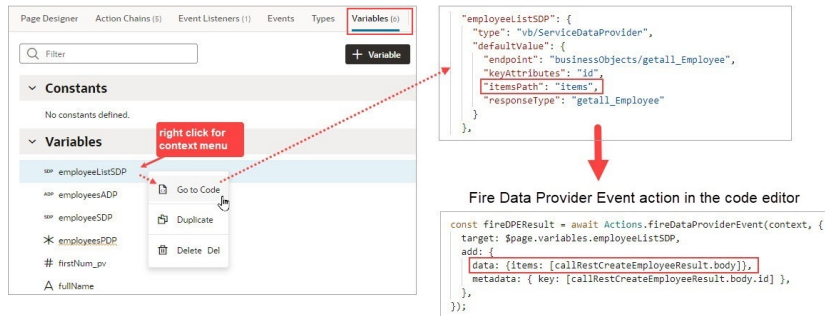 Page Designer Action Chains (5) Event Listeners (1) Events Types Variables (6)
Filter
+ Variable
Constants
No constants defined.
Variables
right click for
context menu
SDP employeeListSDP
ADP employeesADP
SDP employeeSDP
employeesPDP
# firstNum_pv
A fullName
Go to Code
Duplicate
Delete Del
"employeeListSDP": {
"type": "vb/ServiceDataProvider",
"defaultValue": {
"endpoint": "businessObjects/getall_Employee",
"keyAttributes": "id",
"itemsPath": "items",
"responseType": "getall_Employee"
}
},
Fire Data Provider Event action in the code editor
const fireDPEResult = await Actions.fireDataProviderEvent(context, {
target: $page.variables.employeeListSDP,
add: {
data: {items: [callRestCreateEmployeeResult.body]},
metadata: { key: [callRestCreateEmployeeResult.body.id] },
},
});